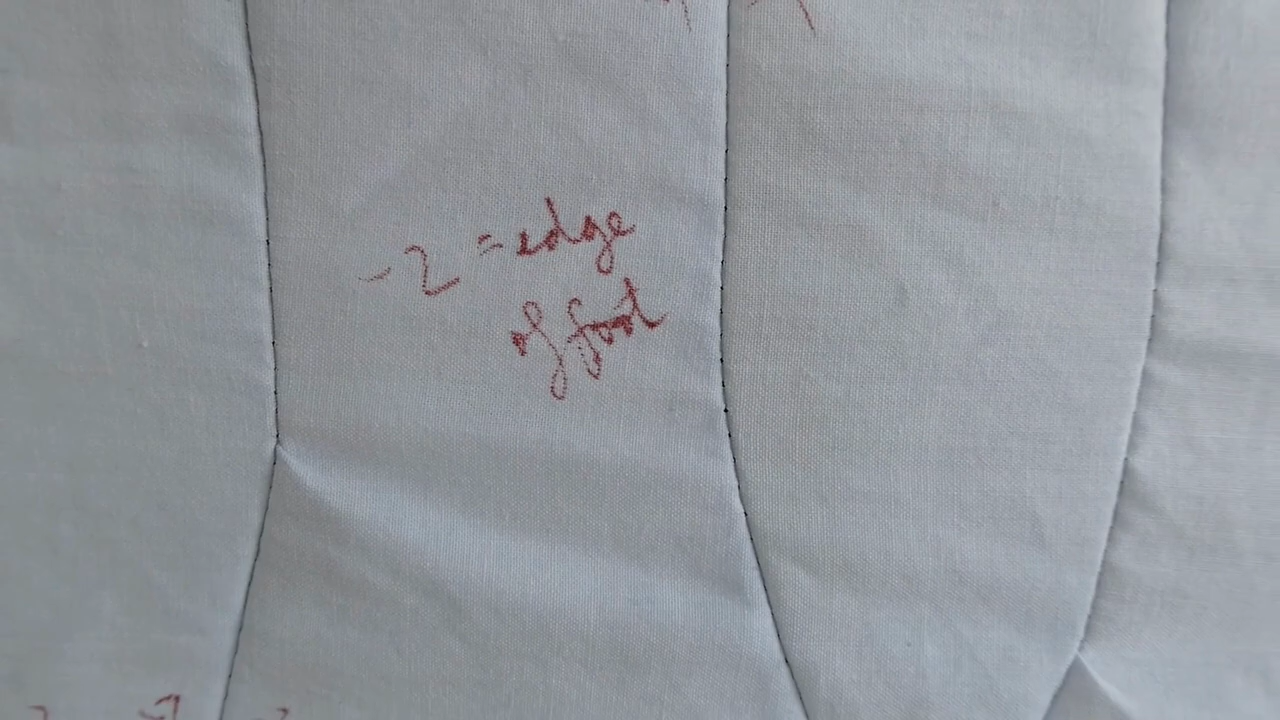 -2 = edge
of foot